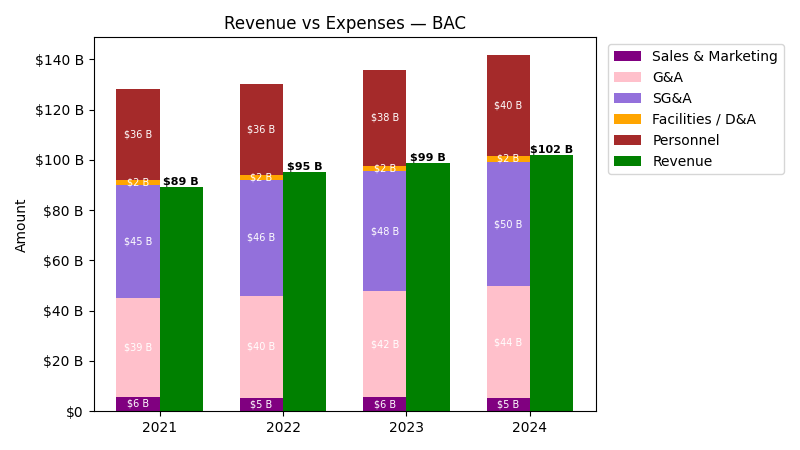 Revenue vs Expenses — BAC
Amount
$140 B
$120 B
$100 B
$80 B
$60 B
$40 B
$20 B
$0
$36 B
$2 B
$45 B
$39 B
$6 B
$89 B
$36 B
$2 B
$46 B
$40 B
$5 B
$95 B
$38 B
$2 B
$48 B
$42 B
$6 B
$99 B
$40 B
$2 B
$50 B
$44 B
$5 B
$102 B
2021
2022
2023
2024
Sales & Marketing
G&A
SG&A
Facilities / D&A
Personnel
Revenue